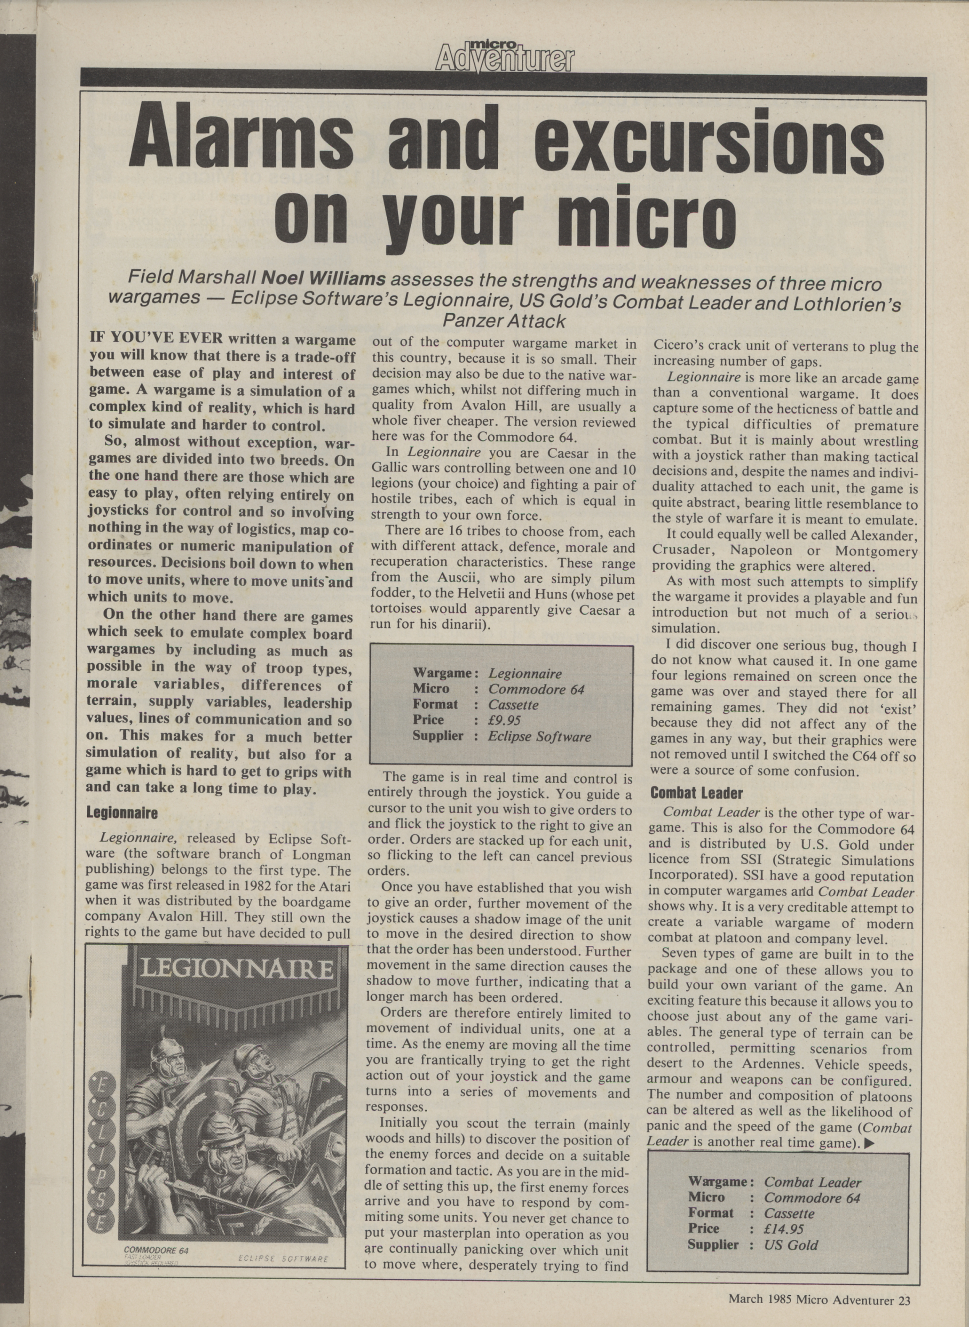 micro
Adventurer
Alarms and excursions
on your micro
Field Marshall Noel Williams assesses the strengths and weaknesses of three micro
wargames — Eclipse Software's Legionnaire, US Gold's Combat Leader and Lothlorien's
Panzer Attack
IF YOU'VE EVER written a wargame
you will know that there is a trade-off
between ease of play and interest of
game. A wargame is a simulation of a
complex kind of reality, which is hard
to simulate and harder to control.
So, almost without exception, war-
games are divided into two breeds. On
the one hand there are those which are
easy to play, often relying entirely on
joysticks for control and so involving
nothing in the way of logistics, map co-
ordinates or numeric manipulation of
resources. Decisions boil down to when
to move units, where to move units and
which units to move.
On the other hand there are games
which seek to emulate complex board
wargames by including as much as
possible in the way of troop types,
morale variables, differences of
terrain, supply variables, leadership
values, lines of communication and so
on. This makes for a much better
simulation of reality, but also for a
game which is hard to get to grips with
and can take a long time to play.
Legionnaire
Legionnaire, released by Eclipse Soft-
ware (the software branch of Longman
publishing) belongs to the first type. The
game was first released in 1982 for the Atari
when it was distributed by the boardgame
company Avalon Hill. They still own the
rights to the game but have decided to pull
LEGIONNAIRE
ECLIPSE
COMMODORE 64
ECLIPSE SOFTWARE
out of the computer wargame market in
this country, because it is so small. Their
decision may also be due to the native war-
games which, whilst not differing much in
quality from Avalon Hill, are usually a
whole fiver cheaper. The version reviewed
here was for the Commodore 64.
In Legionnaire you are Caesar in the
Gallic wars controlling between one and 10
legions (your choice) and fighting a pair of
hostile tribes, each of which is equal in
strength to your own force.
There are 16 tribes to choose from, each
with different attack, defence, morale and
recuperation characteristics. These range
from the Auscii, who are simply pilum
fodder, to the Helvetii and Huns (whose pet
tortoises would apparently give Caesar a
run for his dinarii).
Wargame : Legionnaire
Micro : Commodore 64
Format : Cassette
Price : £9.95
Supplier : Eclipse Software
The game is in real time and control is
entirely through the joystick. You guide a
cursor to the unit you wish to give orders to
and flick the joystick to the right to give an
order. Orders are stacked up for each unit,
so flicking to the left can cancel previous
orders.
Once you have established that you wish
to give an order, further movement of the
joystick causes a shadow image of the unit
to move in the desired direction to show
that the order has been understood. Further
movement in the same direction causes the
shadow to move further, indicating that a
longer march has been ordered.
Orders are therefore entirely limited to
movement of individual units, one at a
time. As the enemy are moving all the time
you are frantically trying to get the right
action out of your joystick and the game
turns into a series of movements and
responses.
Initially you scout the terrain (mainly
woods and hills) to discover the position of
the enemy forces and decide on a suitable
formation and tactic. As you are in the mid-
dle of setting this up, the first enemy forces
arrive and you have to respond by com-
miting some units. You never get chance to
put your masterplan into operation as you
are continually panicking over which unit
to move where, desperately trying to find
Cicero's crack unit of verterans to plug the
increasing number of gaps.
Legionnaire is more like an arcade game
than a conventional wargame. It does
capture some of the hecticness of battle and
the typical difficulties of premature
combat. But it is mainly about wrestling
with a joystick rather than making tactical
decisions and, despite the names and indivi-
duality attached to each unit, the game is
quite abstract, bearing little resemblance to
the style of warfare it is meant to emulate.
It could equally well be called Alexander,
Crusader, Napoleon or Montgomery
providing the graphics were altered.
As with most such attempts to simplify
the wargame it provides a playable and fun
introduction but not much of a serious
simulation.
I did discover one serious bug, though I
do not know what caused it. In one game
four legions remained on screen once the
game was over and stayed there for all
remaining games. They did not 'exist'
because they did not affect any of the
games in any way, but their graphics were
not removed until I switched the C64 off so
were a source of some confusion.
Combat Leader
Combat Leader is the other type of war-
game. This is also for the Commodore 64
and is distributed by U.S. Gold under
licence from SSI (Strategic Simulations
Incorporated). SSI have a good reputation
in computer wargames and Combat Leader
shows why. It is a very creditable attempt to
create a variable wargame of modern
combat at platoon and company level.
Seven types of game are built in to the
package and one of these allows you to
build your own variant of the game. An
exciting feature this because it allows you to
choose just about any of the game vari-
ables. The general type of terrain can be
controlled, permitting scenarios from
desert to the Ardennes. Vehicle speeds,
armour and weapons can be configured.
The number and composition of platoons
can be altered as well as the likelihood of
panic and the speed of the game (Combat
Leader is another real time game). ▶
Wargame : Combat Leader
Micro : Commodore 64
Format : Cassette
Price : £14.95
Supplier : US Gold
March 1985 Micro Adventurer 23